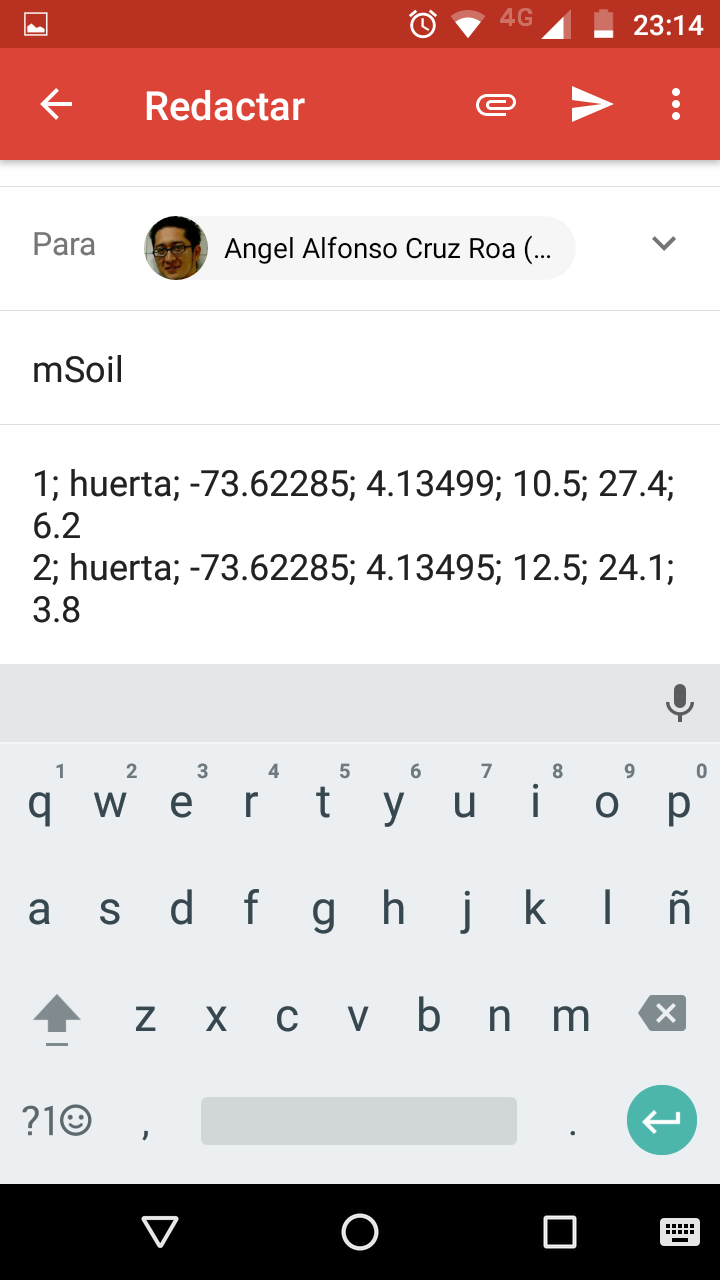 4G 23:14
Redactar
Para Angel Alfonso Cruz Roa (...
mSoil
1; huerta; -73.62285; 4.13499; 10.5; 27.4;
6.2
2; huerta; -73.62285; 4.13495; 12.5; 24.1;
3.8
1 2 3 4 5 6 7 8 9 0
q w e r t y u i o p
a s d f g h j k l ñ
z x c v b n m
?1☺ , .